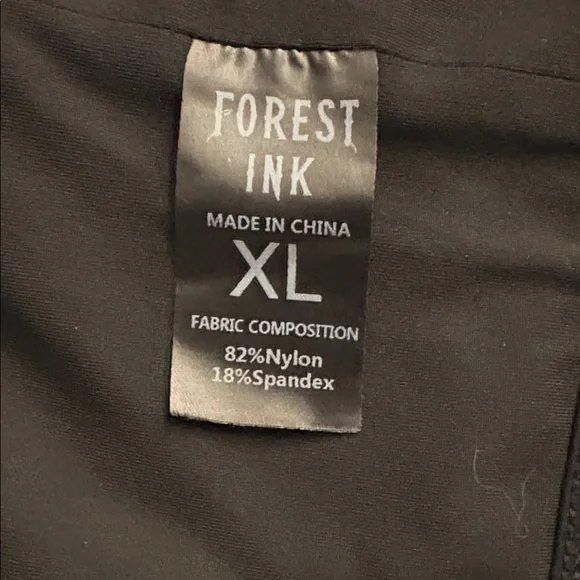 FOREST
INK
MADE IN CHINA
XL
FABRIC COMPOSITION
82%Nylon
18%Spandex